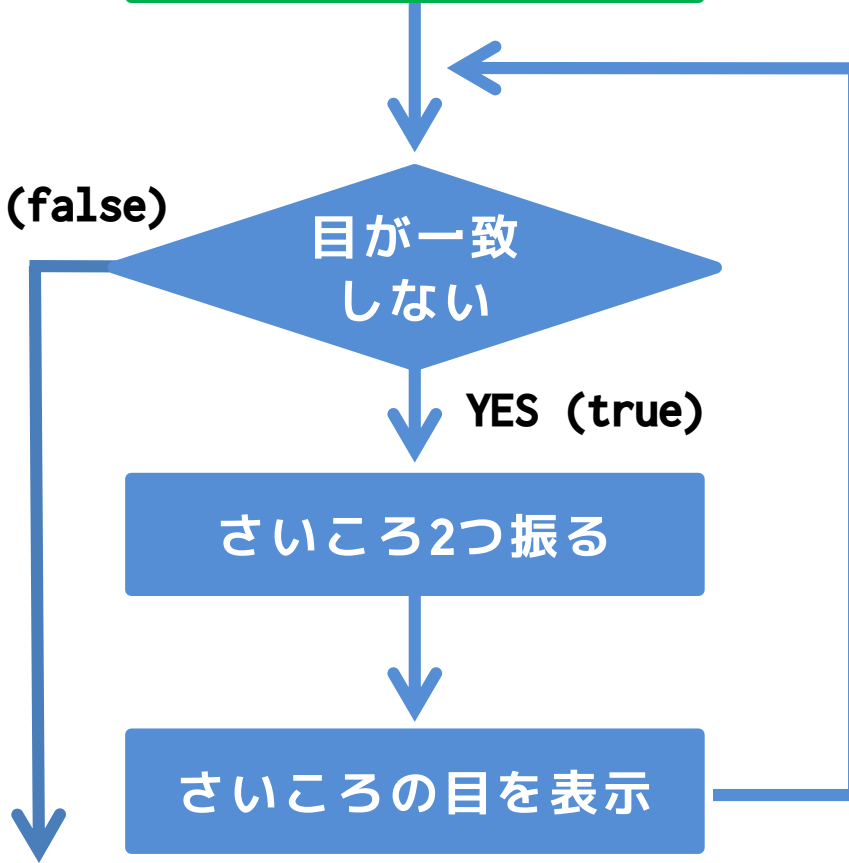 (false)
目が一致
しない
YES (true)
さいころ2つ振る
さいころの目を表示